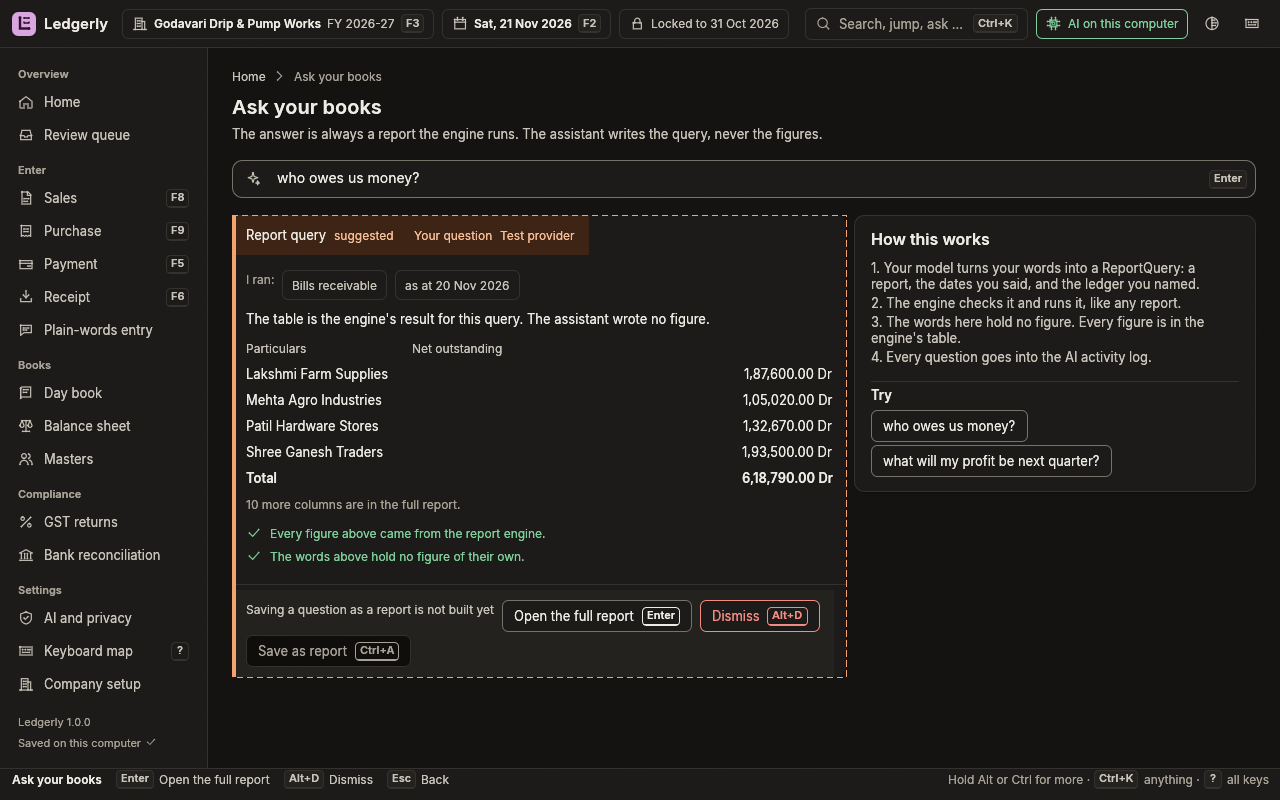 Ledgerly
Godavari Drip & Pump Works FY 2026-27 F3
Sat, 21 Nov 2026 F2
Locked to 31 Oct 2026
Search, jump, ask ... Ctrl+K
AI on this computer
Overview
Home
Review queue
Enter
Sales F8
Purchase F9
Payment F5
Receipt F6
Plain-words entry
Books
Day book
Balance sheet
Masters
Compliance
GST returns
Bank reconciliation
Settings
AI and privacy
Keyboard map ?
Company setup
Ledgerly 1.0.0
Saved on this computer
Home Ask your books
Ask your books
The answer is always a report the engine runs. The assistant writes the query, never the figures.
who owes us money? Enter
Report query suggested Your question Test provider
I ran: Bills receivable as at 20 Nov 2026
The table is the engine's result for this query. The assistant wrote no figure.
Particulars Net outstanding
Lakshmi Farm Supplies 1,87,600.00 Dr
Mehta Agro Industries 1,05,020.00 Dr
Patil Hardware Stores 1,32,670.00 Dr
Shree Ganesh Traders 1,93,500.00 Dr
Total 6,18,790.00 Dr
10 more columns are in the full report.
Every figure above came from the report engine.
The words above hold no figure of their own.
Saving a question as a report is not built yet Open the full report Enter Dismiss Alt+D
Save as report Ctrl+A
How this works
1. Your model turns your words into a ReportQuery: a
report, the dates you said, and the ledger you named.
2. The engine checks it and runs it, like any report.
3. The words here hold no figure. Every figure is in the
engine's table.
4. Every question goes into the AI activity log.
Try
who owes us money?
what will my profit be next quarter?
Ask your books Enter Open the full report Alt+D Dismiss Esc Back
Hold Alt or Ctrl for more · Ctrl+K anything · ? all keys